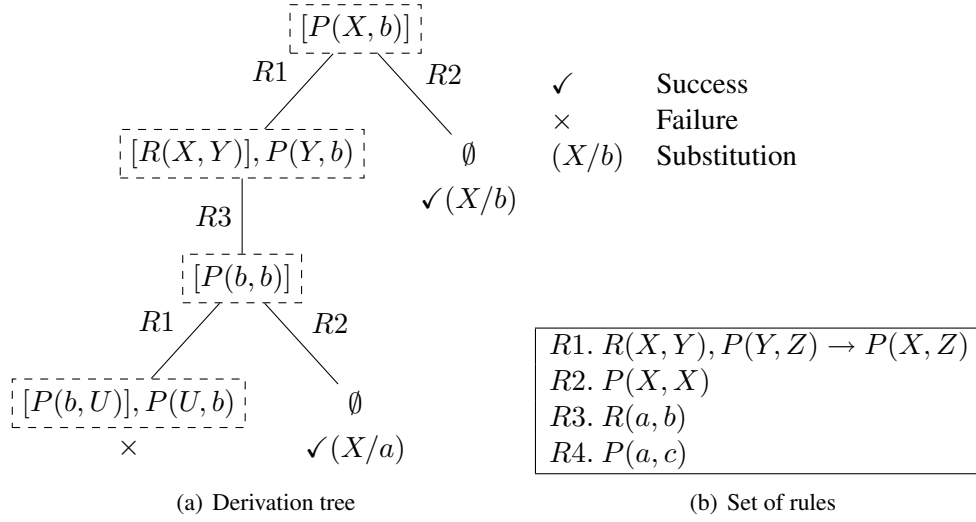 [P(X, b)]
R1
R2
✓ Success
× Failure
(X/b) Substitution
[R(X, Y)], P(Y, b)
∅
✓(X/b)
R3
[P(b, b)]
R1
R2
[P(b, U)], P(U, b)
∅
×
✓(X/a)
R1. R(X, Y), P(Y, Z) → P(X, Z)
R2. P(X, X)
R3. R(a, b)
R4. P(a, c)
(a) Derivation tree
(b) Set of rules